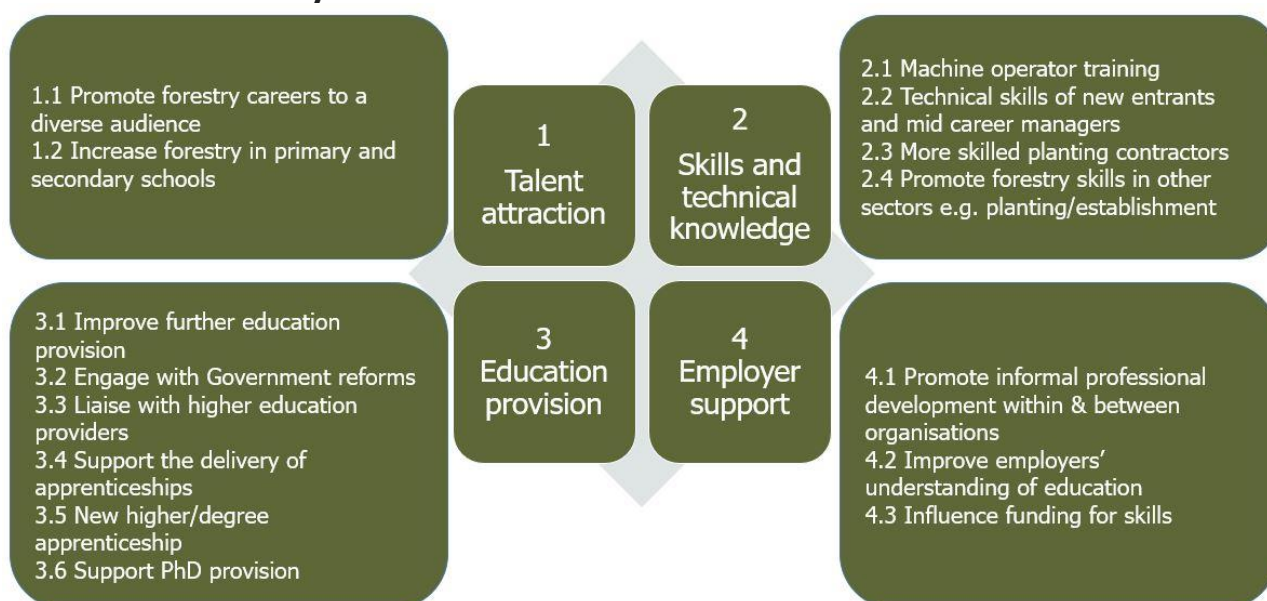 1.1 Promote forestry careers to a
diverse audience
1.2 Increase forestry in primary and
secondary schools
1
Talent
attraction
2
Skills and
technical
knowledge
2.1 Machine operator training
2.2 Technical skills of new entrants
and mid career managers
2.3 More skilled planting contractors
2.4 Promote forestry skills in other
sectors e.g. planting/establishment
3.1 Improve further education
provision
3.2 Engage with Government reforms
3.3 Liaise with higher education
providers
3.4 Support the delivery of
apprenticeships
3.5 New higher/degree
apprenticeship
3.6 Support PhD provision
3
Education
provision
4
Employer
support
4.1 Promote informal professional
development within & between
organisations
4.2 Improve employers’
understanding of education
4.3 Influence funding for skills